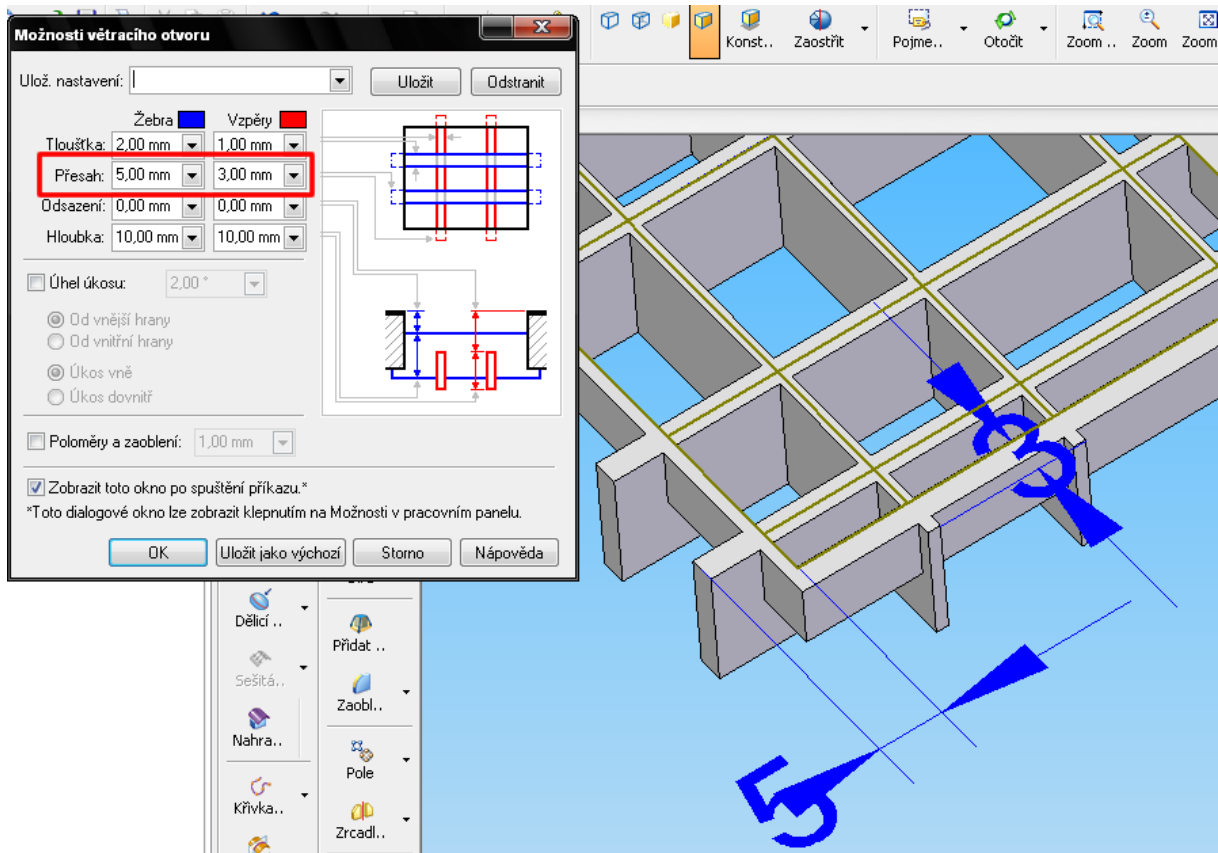 Možnosti větracího otvoru
Ulož. nastavení:
Uložit
Odstranit
Žebra
Vzpěry
Tloušťka: 2,00 mm 1,00 mm
Přesah: 5,00 mm 3,00 mm
Odsazení: 0,00 mm 0,00 mm
Hloubka: 10,00 mm 10,00 mm
Úhel úkosu: 2,00 °
Od vnější hrany
Od vnitřní hrany
Úkos vně
Úkos dovnitř
Poloměry a zaoblení: 1,00 mm
Zobrazit toto okno po spuštění příkazu.*
*Toto dialogové okno lze zobrazit klepnutím na Možnosti v pracovním panelu.
OK
Uložit jako výchozí
Storno
Nápověda
Konst..
Zaostřit
Pojme..
Otočit
Zoom ..
Zoom
Zoom
3
5
Dělicí ..
Přidat ..
Sešitá..
Zaobl..
Nahra..
Pole
Křivka..
Zrcadl..